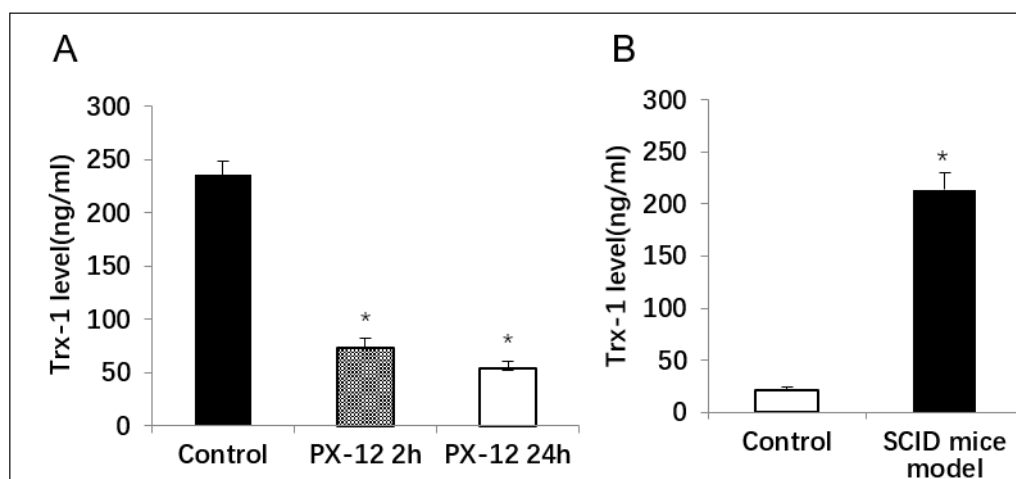 A
Trx-1 level(ng/ml)
300
250
200
150
100
50
0
*
*
Control
PX-12 2h
PX-12 24h
B
Trx-1 level(ng/ml)
300
250
200
150
100
50
0
*
Control
SCID mice
model